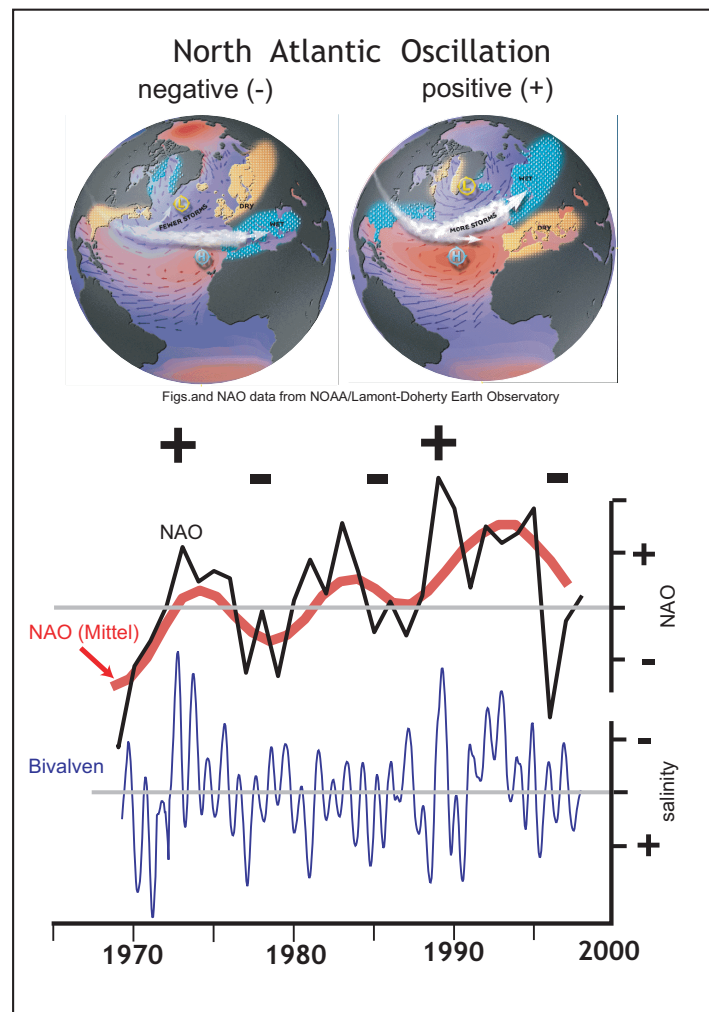 North Atlantic Oscillation
negative (-)
positive (+)
L
FEWER STORMS
DRY
WET
H
L
WET
MORE STORMS
DRY
H
Figs.and NAO data from NOAA/Lamont-Doherty Earth Observatory
+
-
-
+
-
NAO
NAO (Mittel)
+
-
NAO
Bivalven
-
+
salinity
1970
1980
1990
2000